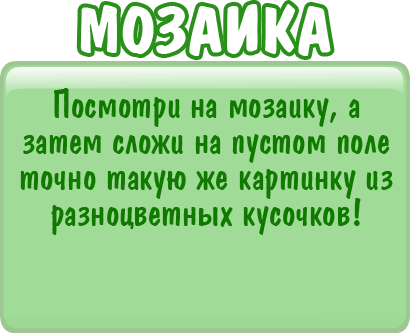 МОЗАИКА
Посмотри на мозаику, а
затем сложи на пустом поле
точно такую же картинку из
разноцветных кусочков!